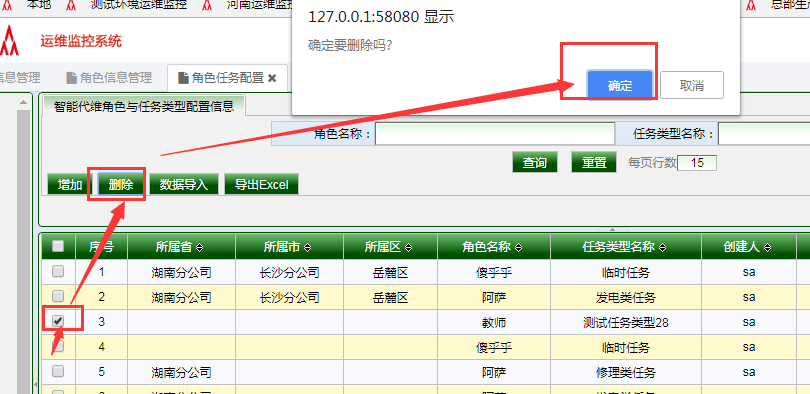 本地 测试环境运维监控 河南运维监控
127.0.0.1:58080 显示
确定要删除吗?
确定 取消
运维监控系统
信息管理 角色信息管理 角色任务配置
智能代维角色与任务类型配置信息
角色名称: 任务类型名称:
查询 重置 每页行数 15
增加 删除 数据导入 导出Excel
序号 所属省 所属市 所属区 角色名称 任务类型名称 创建人
1 湖南分公司 长沙分公司 岳麓区 傻乎乎 临时任务 sa
2 湖南分公司 长沙分公司 岳麓区 阿萨 发电类任务 sa
3 教师 测试任务类型28 sa
4 傻乎乎 临时任务 sa
5 湖南分公司 阿萨 修理类任务 sa